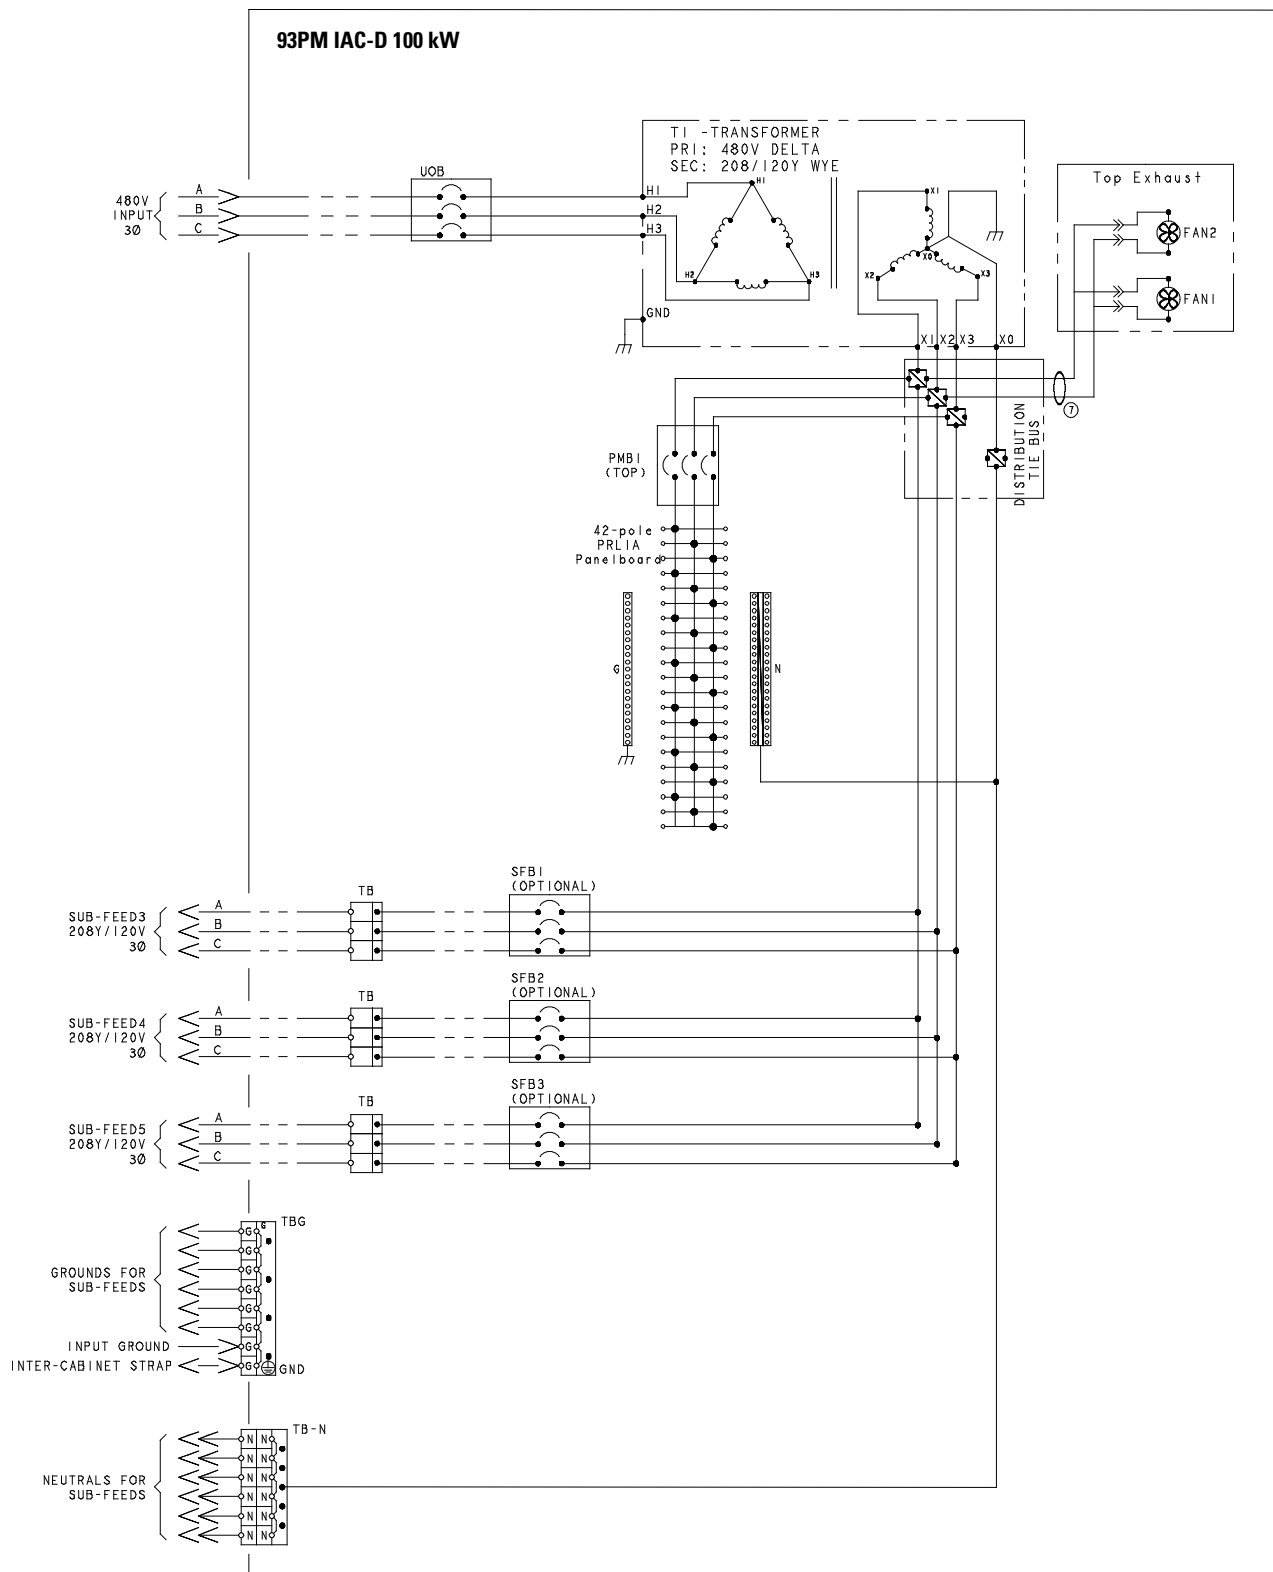 93PM IAC-D 100 kW
T1 -TRANSFORMER
PRI: 480V DELTA
SEC: 208/120Y WYE
UOB
480V
INPUT
3Ø
A
B
C
H1
H2
H3
H1
H2
H3
GND
X1
X0
X2
X3
X1
X2
X3
X0
Top Exhaust
FAN2
FAN1
7
DISTRIBUTION
TIE BUS
PMB1
(TOP)
42-pole
PRL1A
Panelboard
G
N
SFB1
(OPTIONAL)
TB
SUB-FEED3
208Y/120V
3Ø
A
B
C
SFB2
(OPTIONAL)
TB
SUB-FEED4
208Y/120V
3Ø
A
B
C
SFB3
(OPTIONAL)
TB
SUB-FEED5
208Y/120V
3Ø
A
B
C
TBG
G
G
G
G
G
G
G
G
G
GROUNDS FOR
SUB-FEEDS
INPUT GROUND
INTER-CABINET STRAP
GND
TB-N
N N
N N
N N
N N
N N
N N
NEUTRALS FOR
SUB-FEEDS